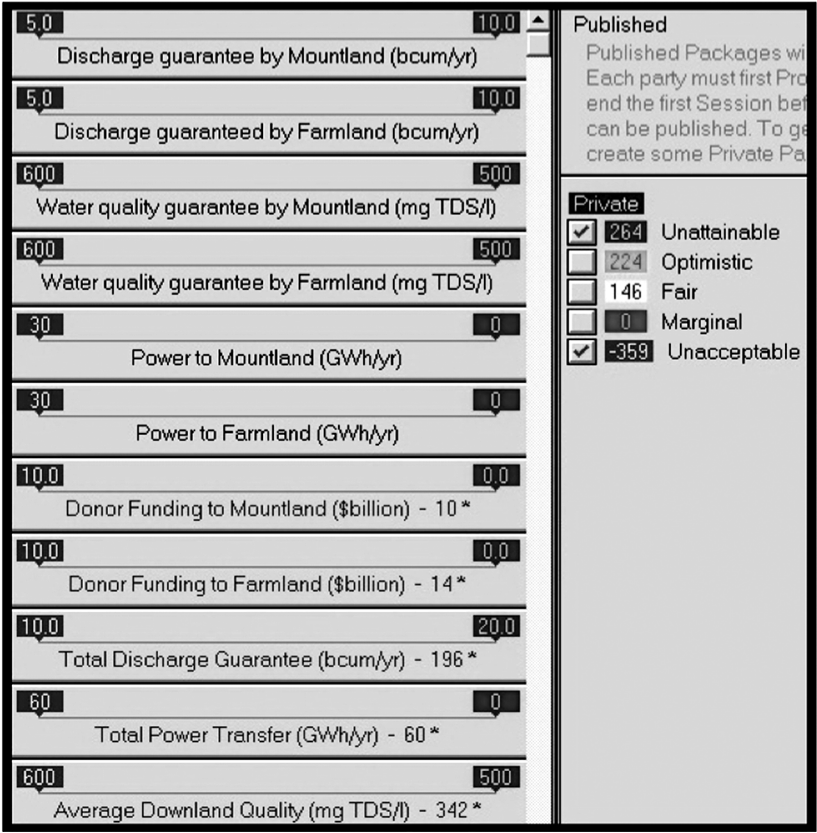 5.0 10.0
Discharge guarantee by Mountland (bcum/yr)
5.0 10.0
Discharge guaranteed by Farmland (bcum/yr)
600 500
Water quality guarantee by Mountland (mg TDS/l)
600 500
Water quality guarantee by Farmland (mg TDS/l)
30 0
Power to Mountland (GWh/yr)
30 0
Power to Farmland (GWh/yr)
10.0 0.0
Donor Funding to Mountland ($billion) - 10 *
10.0 0.0
Donor Funding to Farmland ($billion) - 14 *
10.0 20.0
Total Discharge Guarantee (bcum/yr) - 196 *
60 0
Total Power Transfer (GWh/yr) - 60 *
600 500
Average Downland Quality (mg TDS/l) - 342 *
Published
Published Packages wi
Each party must first Pro
end the first Session bef
can be published. To ge
create some Private Pa
Private
264 Unattainable
224 Optimistic
146 Fair
0 Marginal
-359 Unacceptable